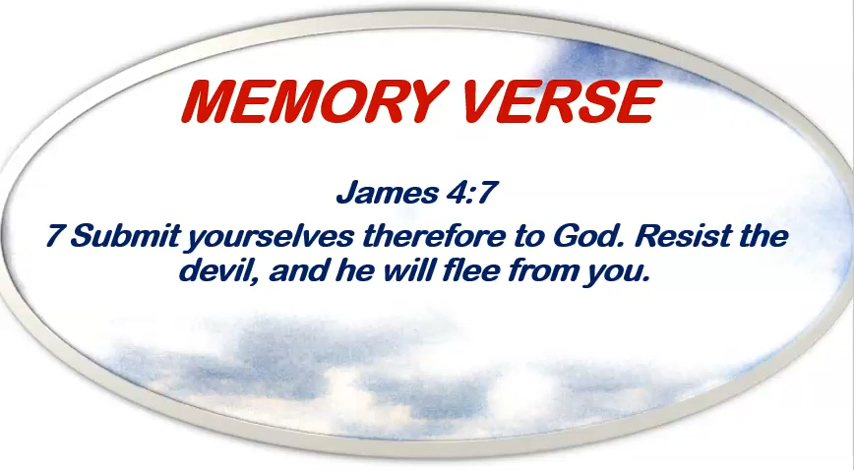 MEMORY VERSE
James 4:7
7 Submit yourselves therefore to God. Resist the
devil, and he will flee from you.